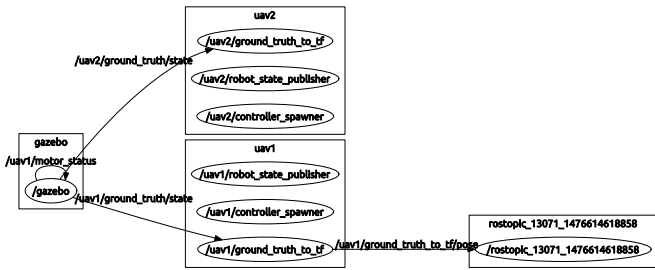 uav2
/uav2/ground_truth_to_tf
/uav2/ground_truth/state
/uav2/robot_state_publisher
/uav2/controller_spawner
gazebo
/uav1/motor_status
/gazebo
/uav1/ground_truth/state
uav1
/uav1/robot_state_publisher
/uav1/controller_spawner
/uav1/ground_truth_to_tf
/uav1/ground_truth_to_tf/pose
rostopic_13071_1476614618858
/rostopic_13071_1476614618858